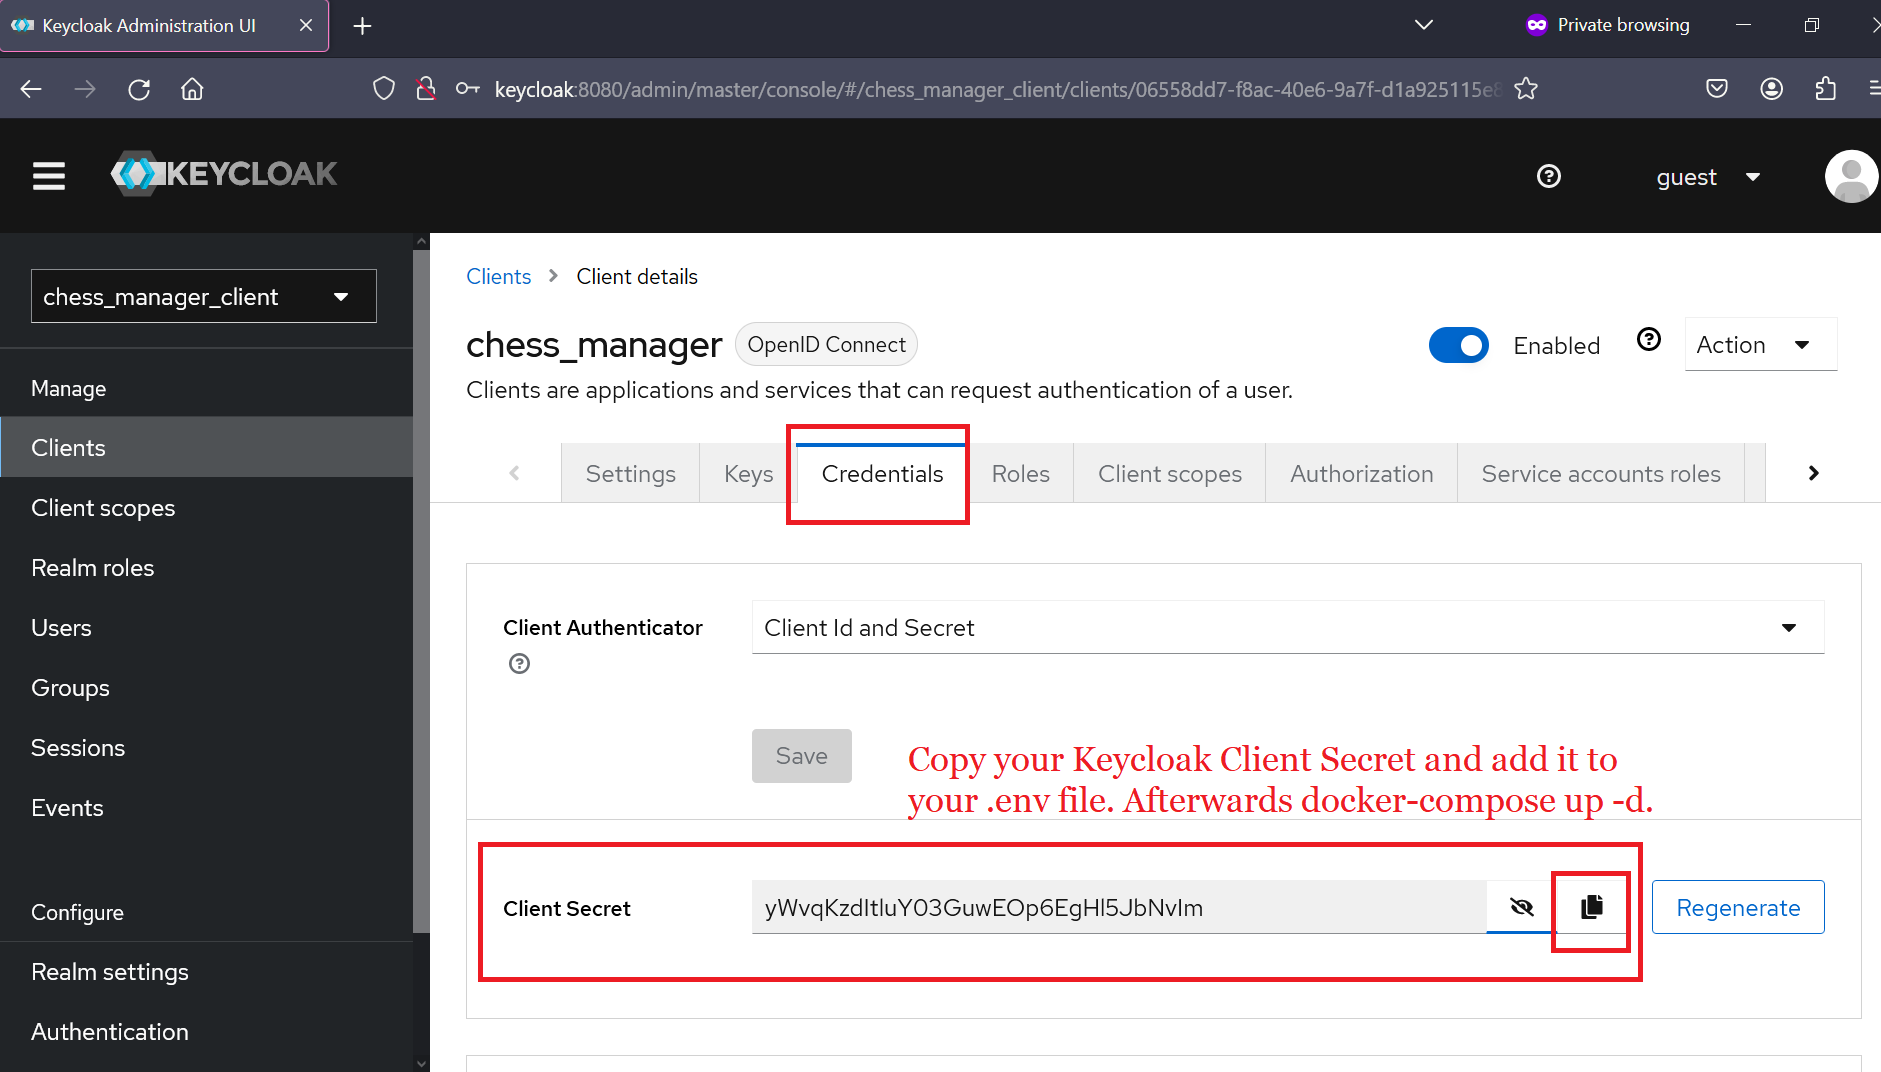 Keycloak Administration UI
Private browsing
keycloak:8080/admin/master/console/#/chess_manager_client/clients/06558dd7-f8ac-40e6-9a7f-d1a925115e8
KEYCLOAK
guest
chess_manager_client
Manage
Clients
Client scopes
Realm roles
Users
Groups
Sessions
Events
Configure
Realm settings
Authentication
Clients > Client details
chess_manager OpenID Connect
Enabled
Action
Clients are applications and services that can request authentication of a user.
Settings Keys Credentials Roles Client scopes Authorization Service accounts roles
Client Authenticator
Client Id and Secret
Save
Copy your Keycloak Client Secret and add it to
your .env file. Afterwards docker-compose up -d.
Client Secret
Regenerate